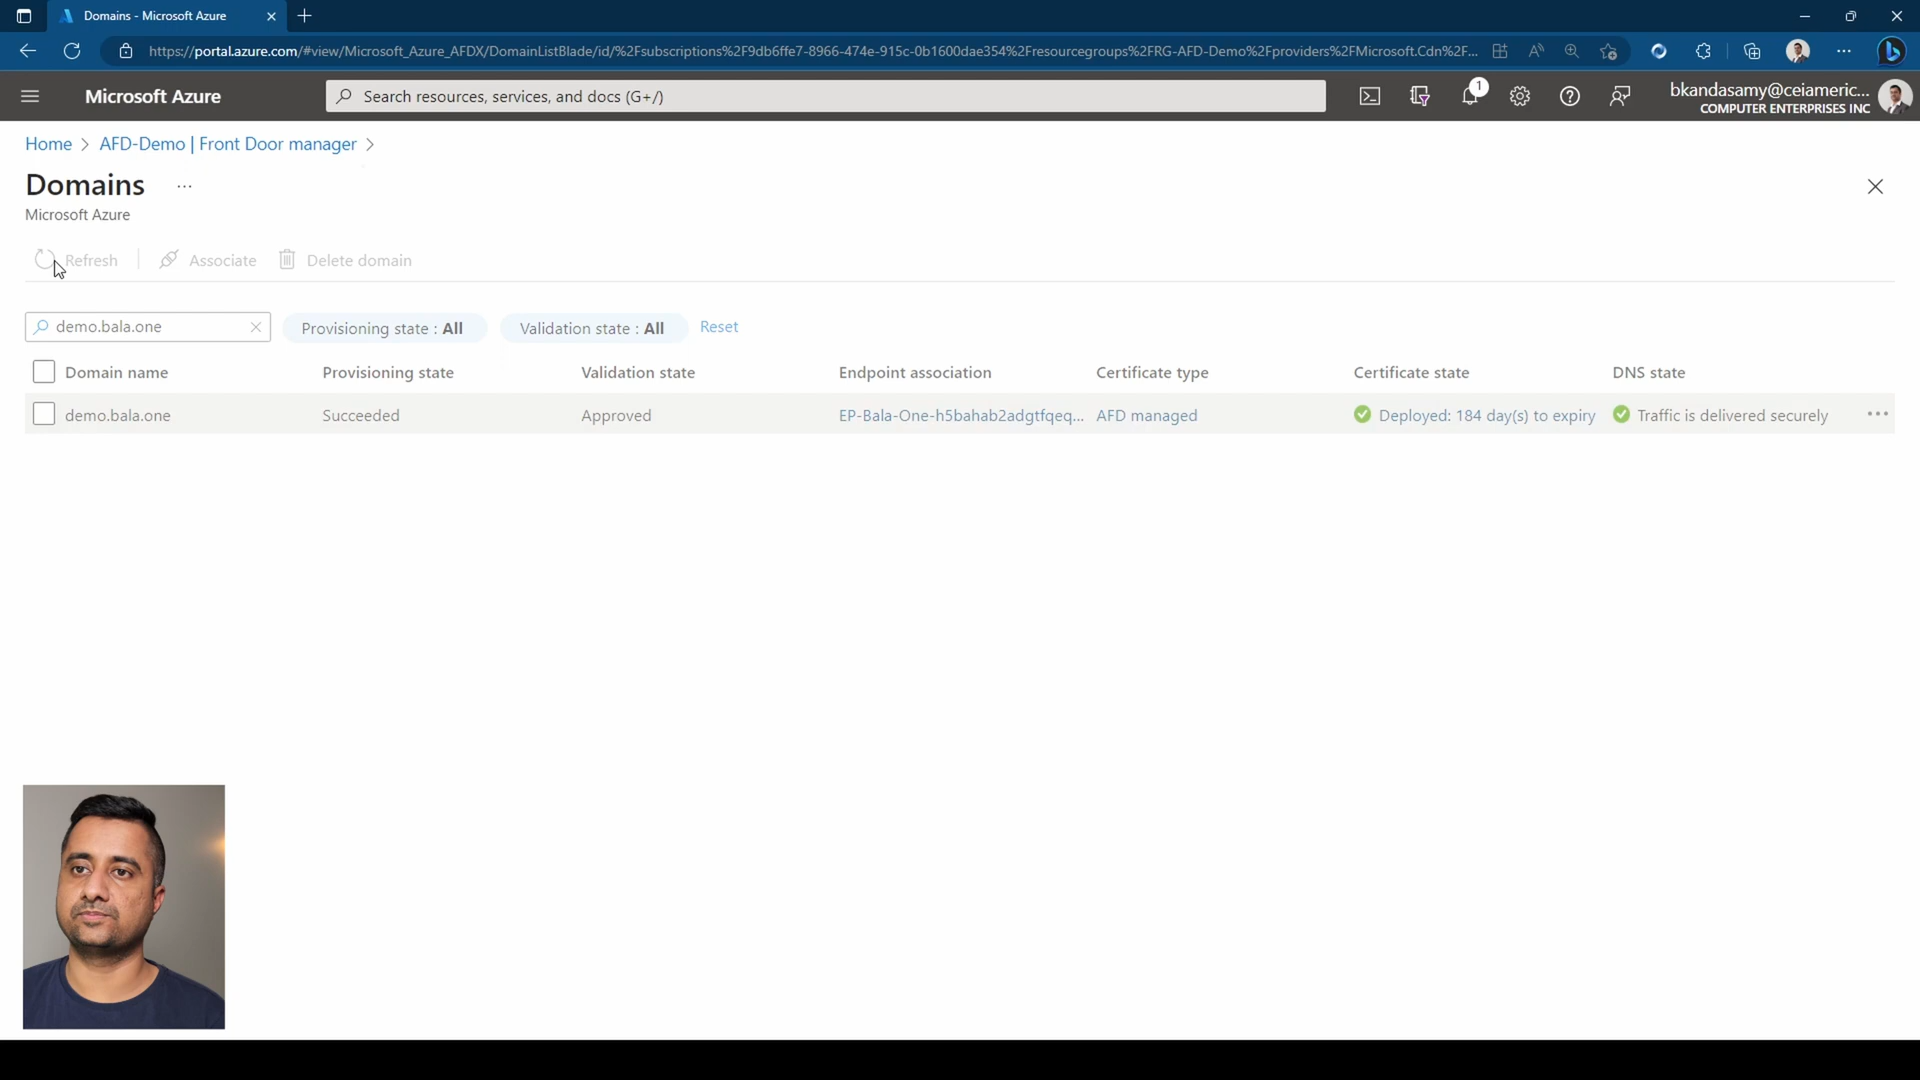 Domains - Microsoft Azure
https://portal.azure.com/#view/Microsoft_Azure_AFDX/DomainListBlade/id/%2Fsubscriptions%2F9db6ffe7-8966-474e-915c-0b1600dae354%2Fresourcegroups%2FRG-AFD-Demo%2Fproviders%2FMicrosoft.Cdn%2F...
Microsoft Azure
Search resources, services, and docs (G+/)
1
bkandasamy@ceiameric...
COMPUTER ENTERPRISES INC
Home > AFD-Demo | Front Door manager >
Domains ...
Microsoft Azure
Refresh Associate Delete domain
demo.bala.one Provisioning state : All Validation state : All Reset
Domain name Provisioning state Validation state Endpoint association Certificate type Certificate state DNS state
demo.bala.one Succeeded Approved EP-Bala-One-h5bahab2adgtfqeq... AFD managed Deployed: 184 day(s) to expiry Traffic is delivered securely ...